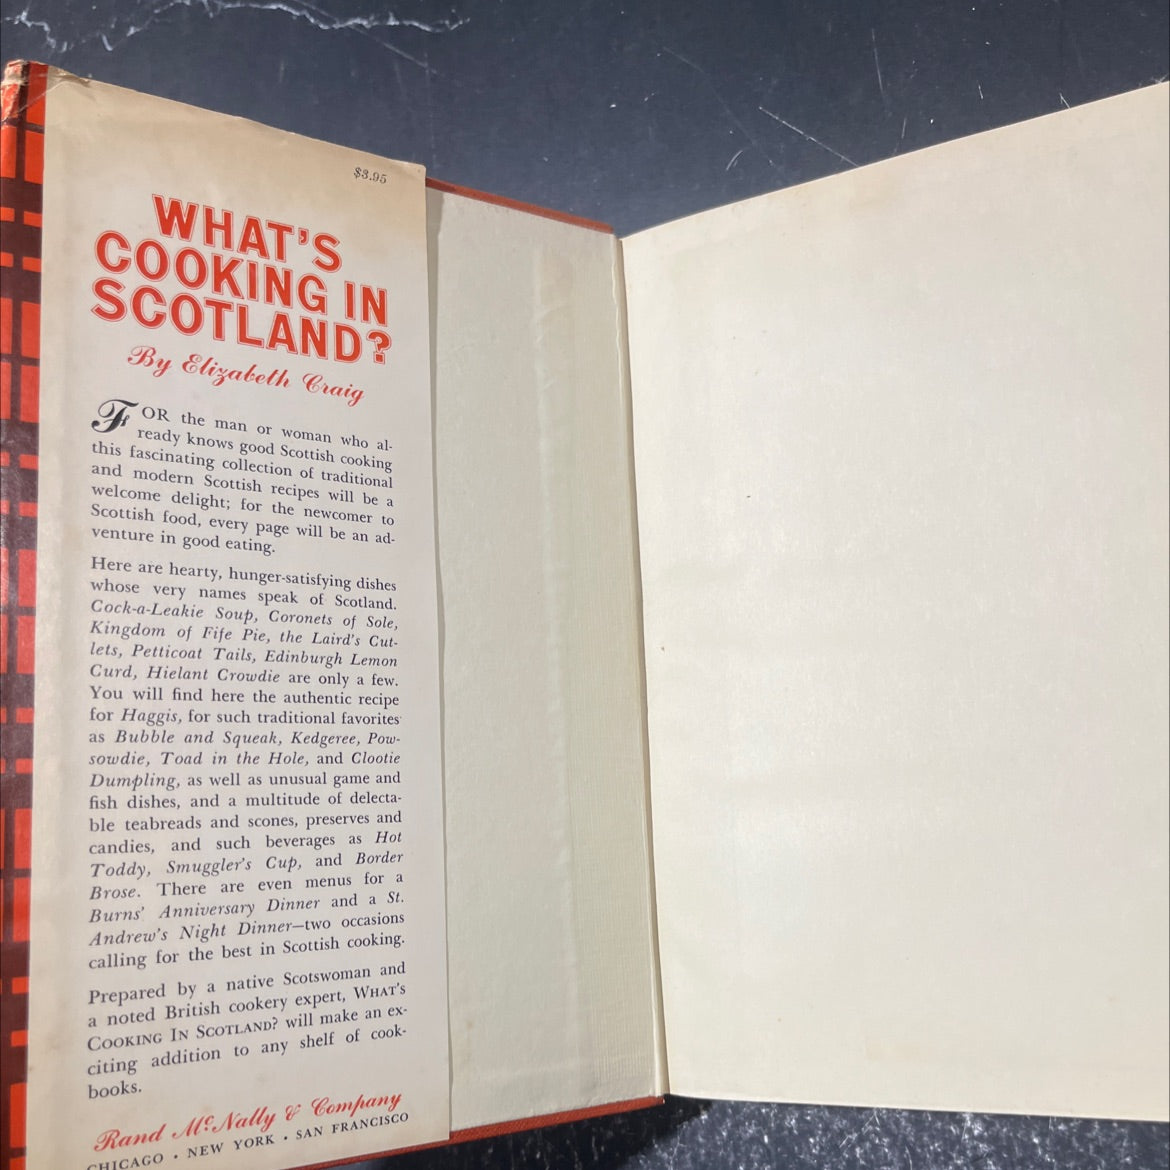 $3.95
WHAT'S
COOKING IN
SCOTLAND?
By Elizabeth Craig
FOR the man or woman who al-
ready knows good Scottish cooking
this fascinating collection of traditional
and modern Scottish recipes will be a
welcome delight; for the newcomer to
Scottish food, every page will be an ad-
venture in good eating.
Here are hearty, hunger-satisfying dishes
whose very names speak of Scotland.
Cock-a-Leakie Soup, Coronets of Sole,
Kingdom of Fife Pie, the Laird's Cut-
lets, Petticoat Tails, Edinburgh Lemon
Curd, Hielant Crowdie are only a few.
You will find here the authentic recipe
for Haggis, for such traditional favorites
as Bubble and Squeak, Kedgeree, Pow-
sowdie, Toad in the Hole, and Clootie
Dumpling, as well as unusual game and
fish dishes, and a multitude of delecta-
ble teabreads and scones, preserves and
candies, and such beverages as Hot
Toddy, Smuggler's Cup, and Border
Brose. There are even menus for a
Burns' Anniversary Dinner and a St.
Andrew's Night Dinner—two occasions
calling for the best in Scottish cooking.
Prepared by a native Scotswoman and
a noted British cookery expert, WHAT'S
COOKING IN SCOTLAND? will make an ex-
citing addition to any shelf of cook-
books.
Rand McNally & Company
CHICAGO • NEW YORK • SAN FRANCISCO